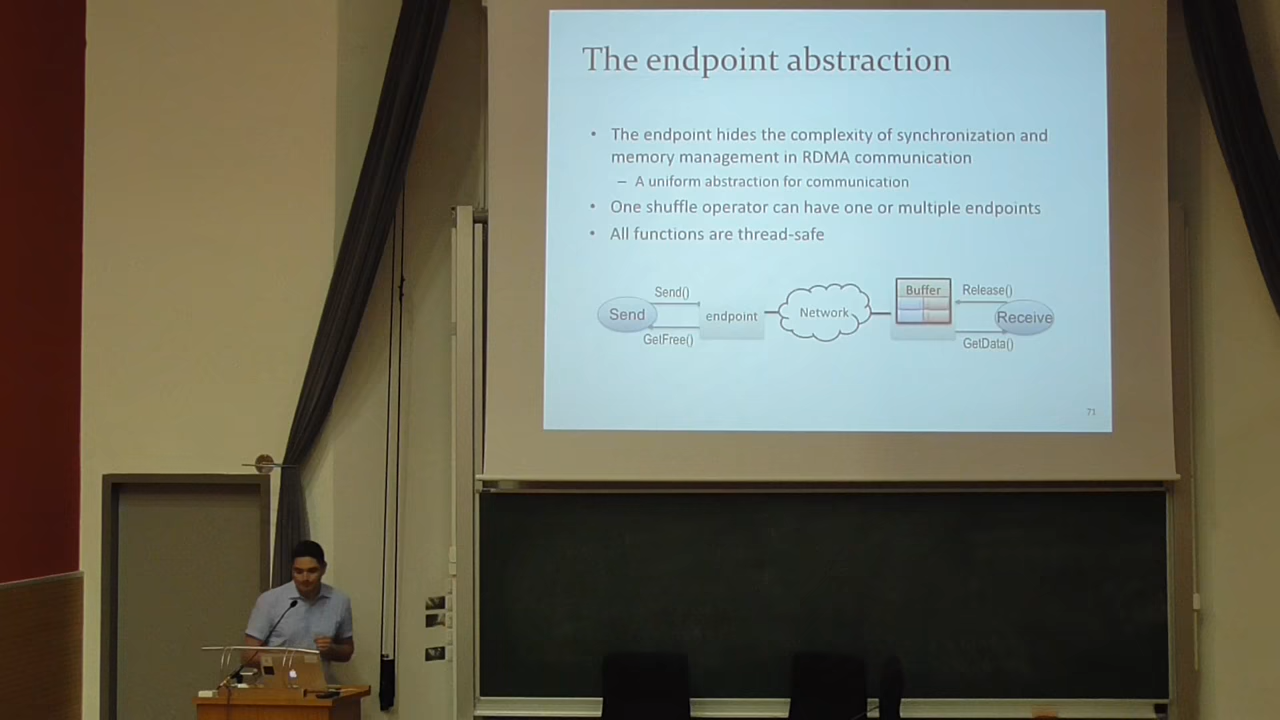 The endpoint abstraction
• The endpoint hides the complexity of synchronization and
memory management in RDMA communication
– A uniform abstraction for communication
• One shuffle operator can have one or multiple endpoints
• All functions are thread-safe
Send
Send()
GetFree()
endpoint
Network
Buffer
Release()
GetData()
Receive
71